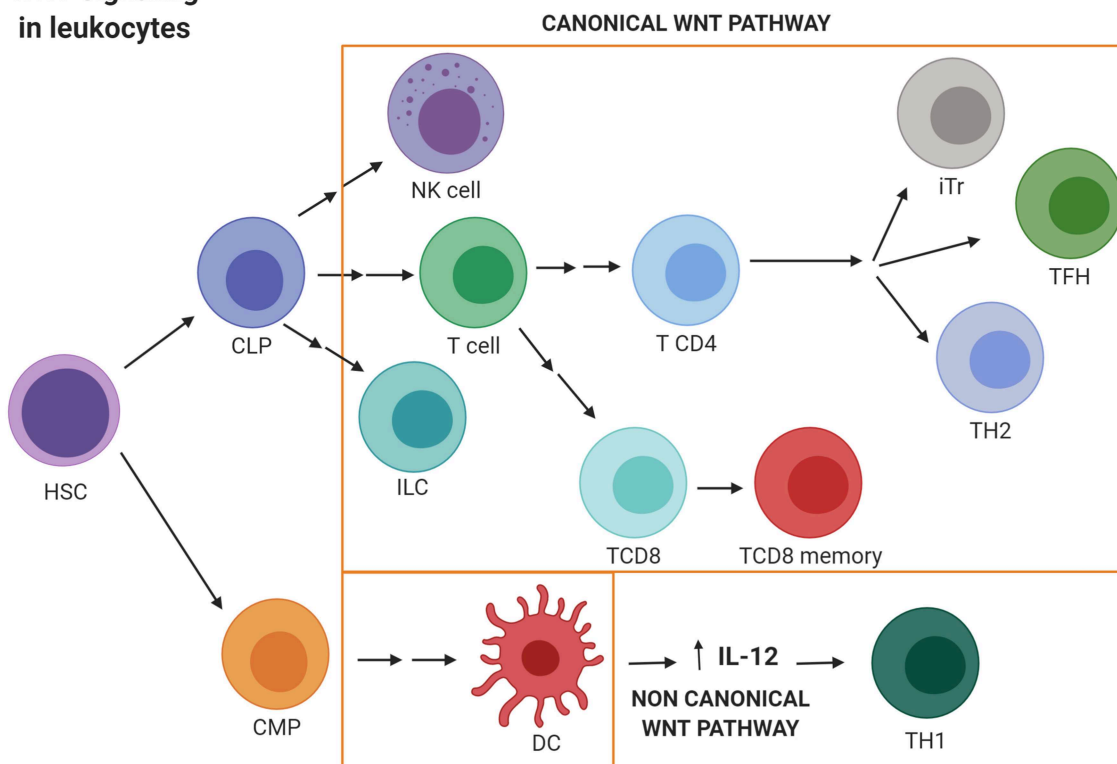 in leukocytes
CANONICAL WNT PATHWAY
NK cell
iTr
TFH
CLP
T cell
T CD4
TH2
HSC
ILC
TCD8
TCD8 memory
IL-12
NON CANONICAL
WNT PATHWAY
CMP
DC
TH1